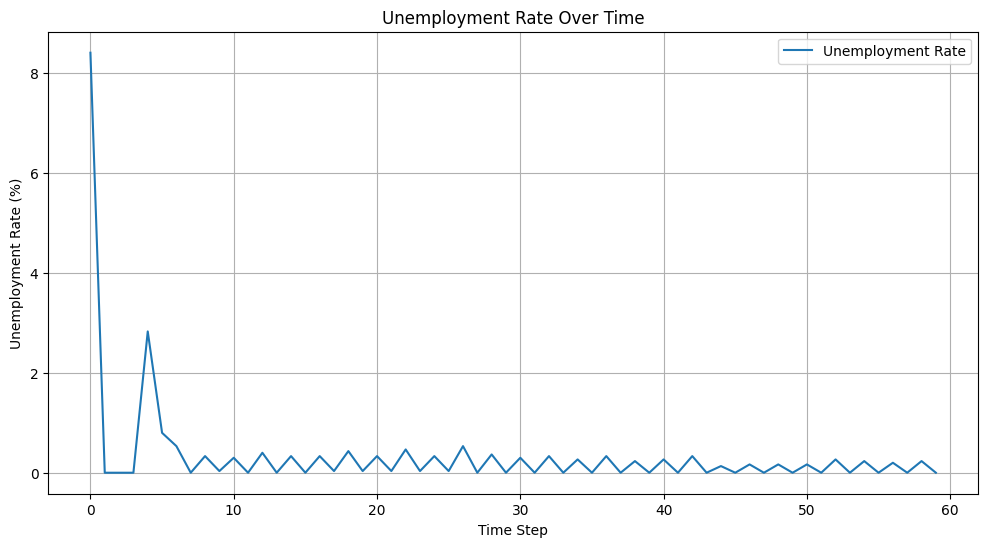 Unemployment Rate Over Time
Unemployment Rate
Unemployment Rate (%)
8
6
4
2
0
0 10 20 30 40 50 60
Time Step